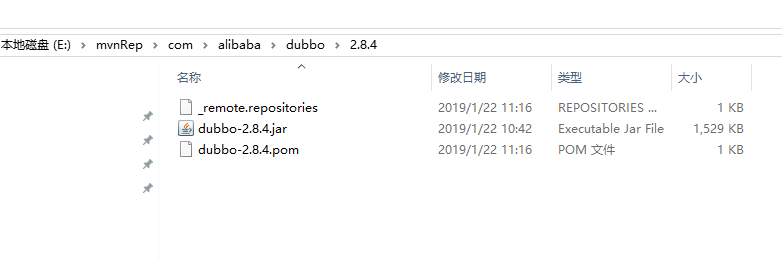 本地磁盘 (E:) > mvnRep > com > alibaba > dubbo > 2.8.4
名称 修改日期 类型 大小
_remote.repositories 2019/1/22 11:16 REPOSITORIES ... 1 KB
dubbo-2.8.4.jar 2019/1/22 10:42 Executable Jar File 1,529 KB
dubbo-2.8.4.pom 2019/1/22 11:16 POM 文件 1 KB